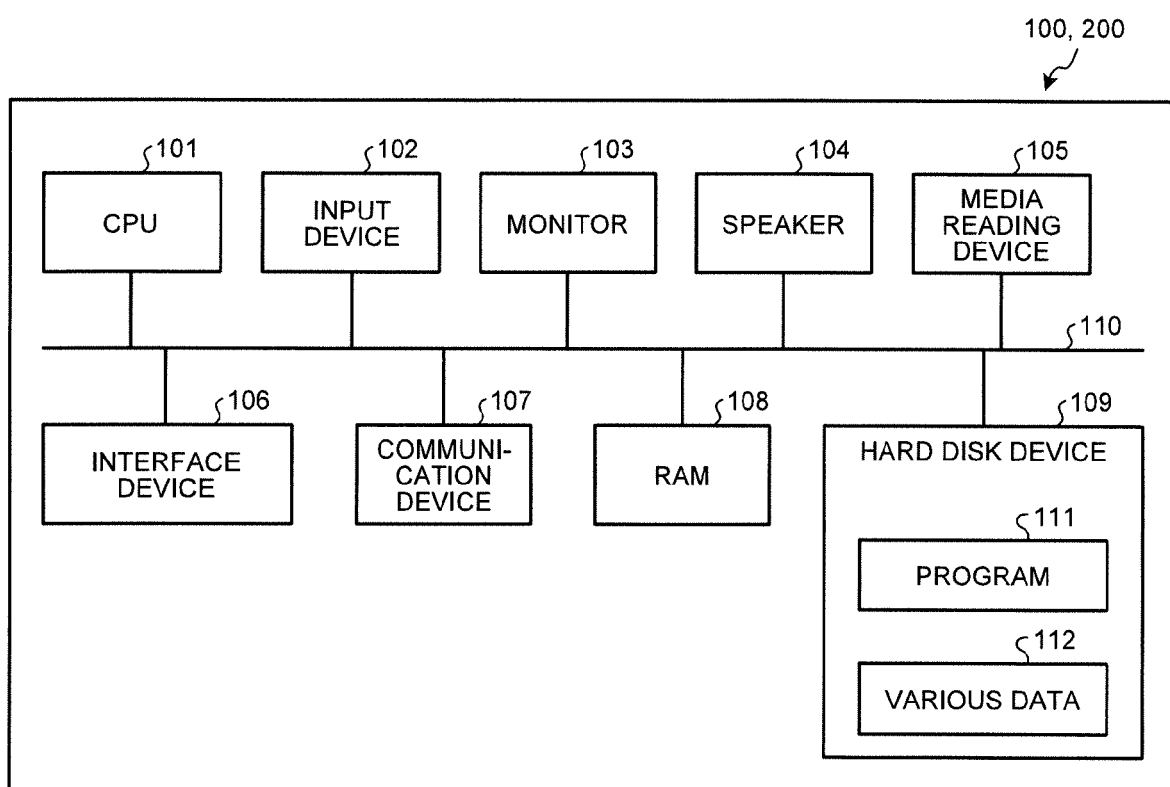 100, 200
101
102
103
104
105
CPU
INPUT
DEVICE
MONITOR
SPEAKER
MEDIA
READING
DEVICE
110
106
107
108
109
INTERFACE
DEVICE
COMMUNI-
CATION
DEVICE
RAM
HARD DISK DEVICE
111
PROGRAM
112
VARIOUS DATA